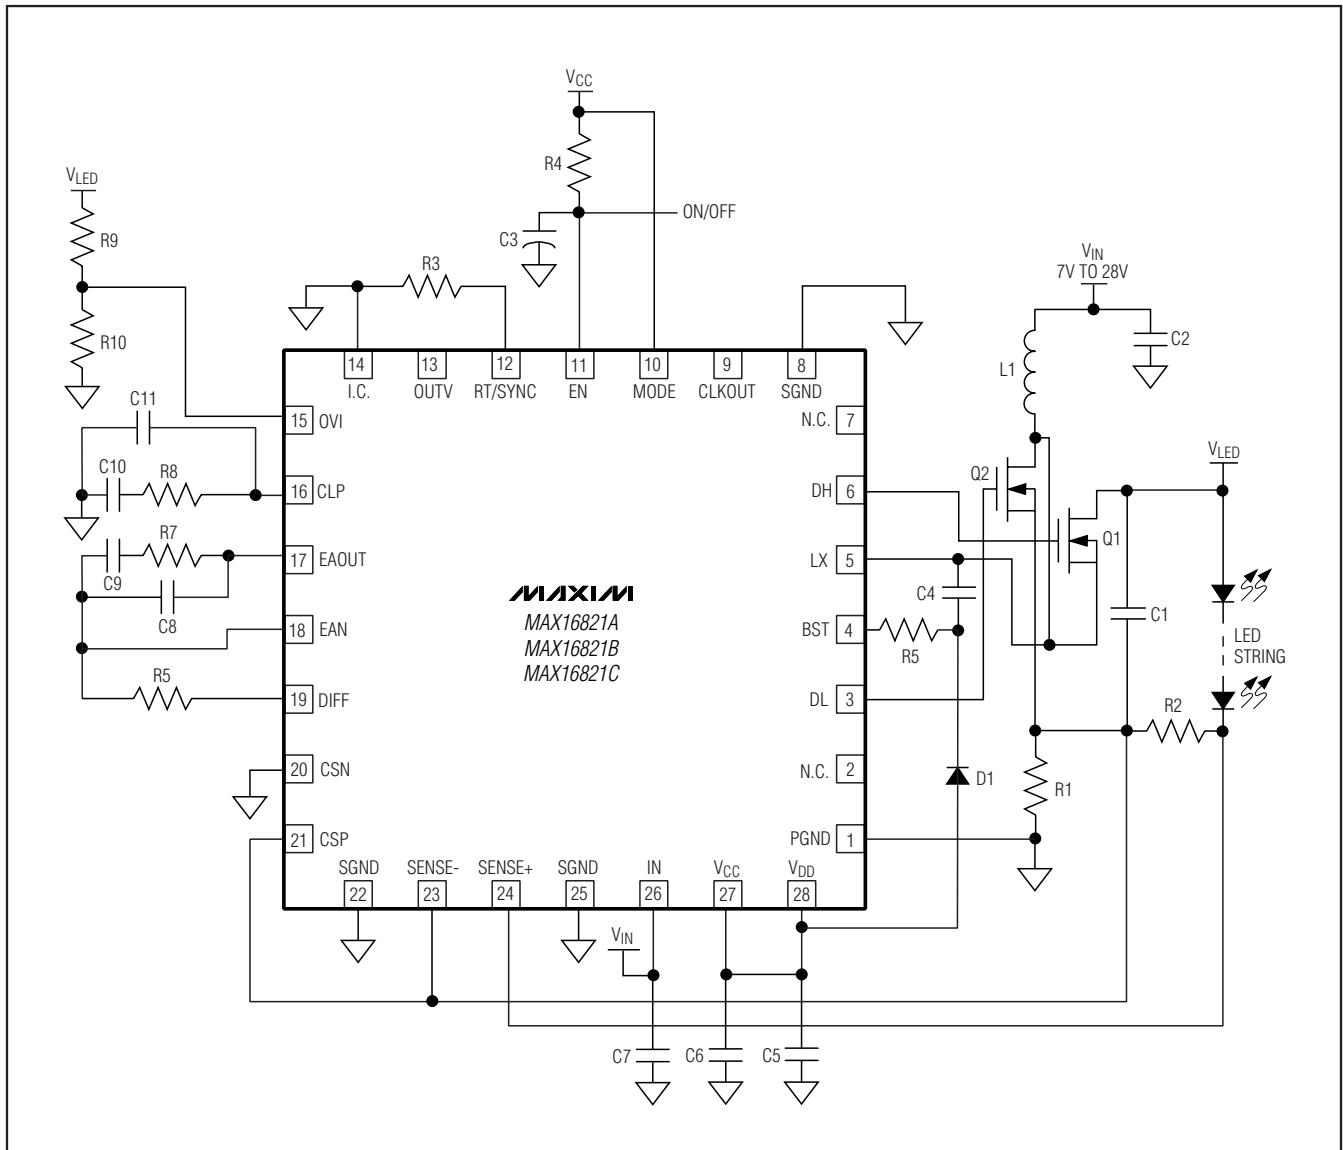 VCC
R4
VLED
ON/OFF
R9
C3
R3
VIN
7V TO 28V
R10
C2
L1
14
13
12
11
10
9
8
I.C.
OUTV
RT/SYNC
EN
MODE
CLKOUT
SGND
C11
15 OVI
N.C. 7
VLED
C10
R8
Q2
16 CLP
DH 6
R7
Q1
17 EAOUT
LX 5
C9
C4
C8
MAXIM
MAX16821A
MAX16821B
MAX16821C
C1
18 EAN
BST 4
R5
LED
STRING
R5
19 DIFF
DL 3
R2
20 CSN
N.C. 2
D1
R1
21 CSP
PGND 1
SGND
SENSE-
SENSE+
SGND
IN
VCC
VDD
22
23
24
25
26
27
28
VIN
C7
C6
C5